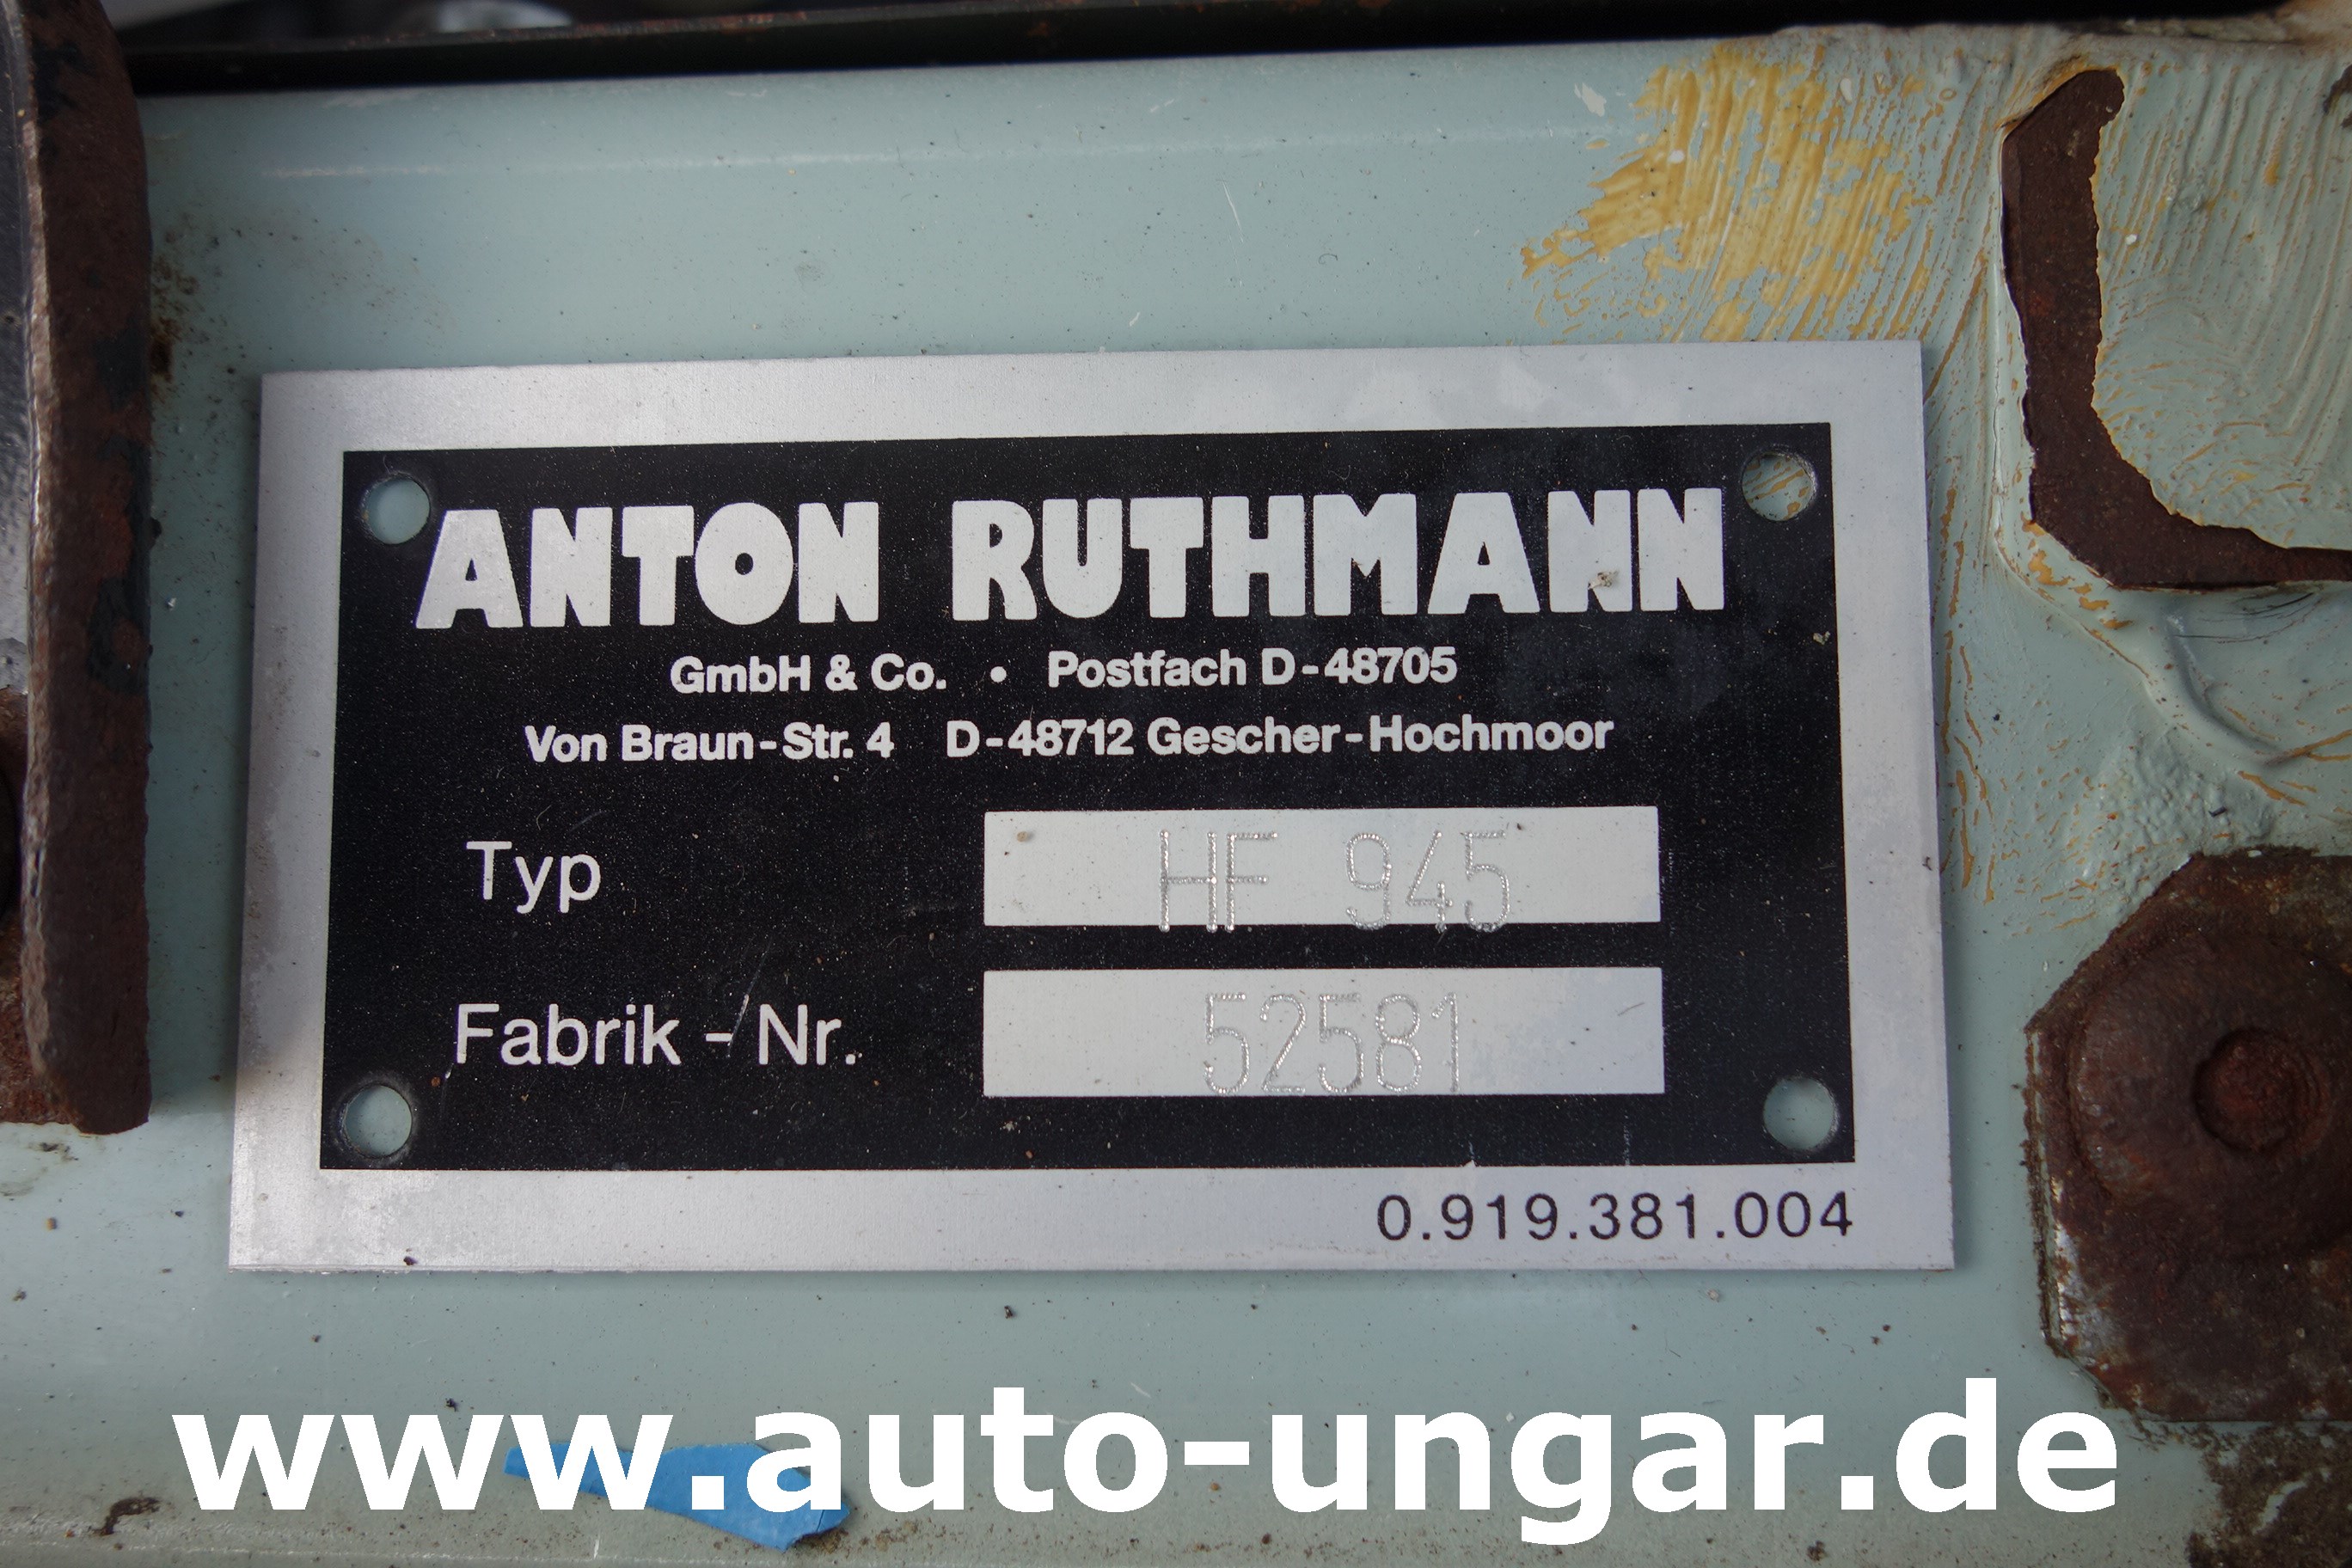 ANTON RUTHMANN
GmbH & Co. • Postfach D-48705
Von Braun-Str. 4 D-48712 Gescher-Hochmoor
Typ HF 945
Fabrik - Nr. 52581
0.919.381.004
www.auto-ungar.de